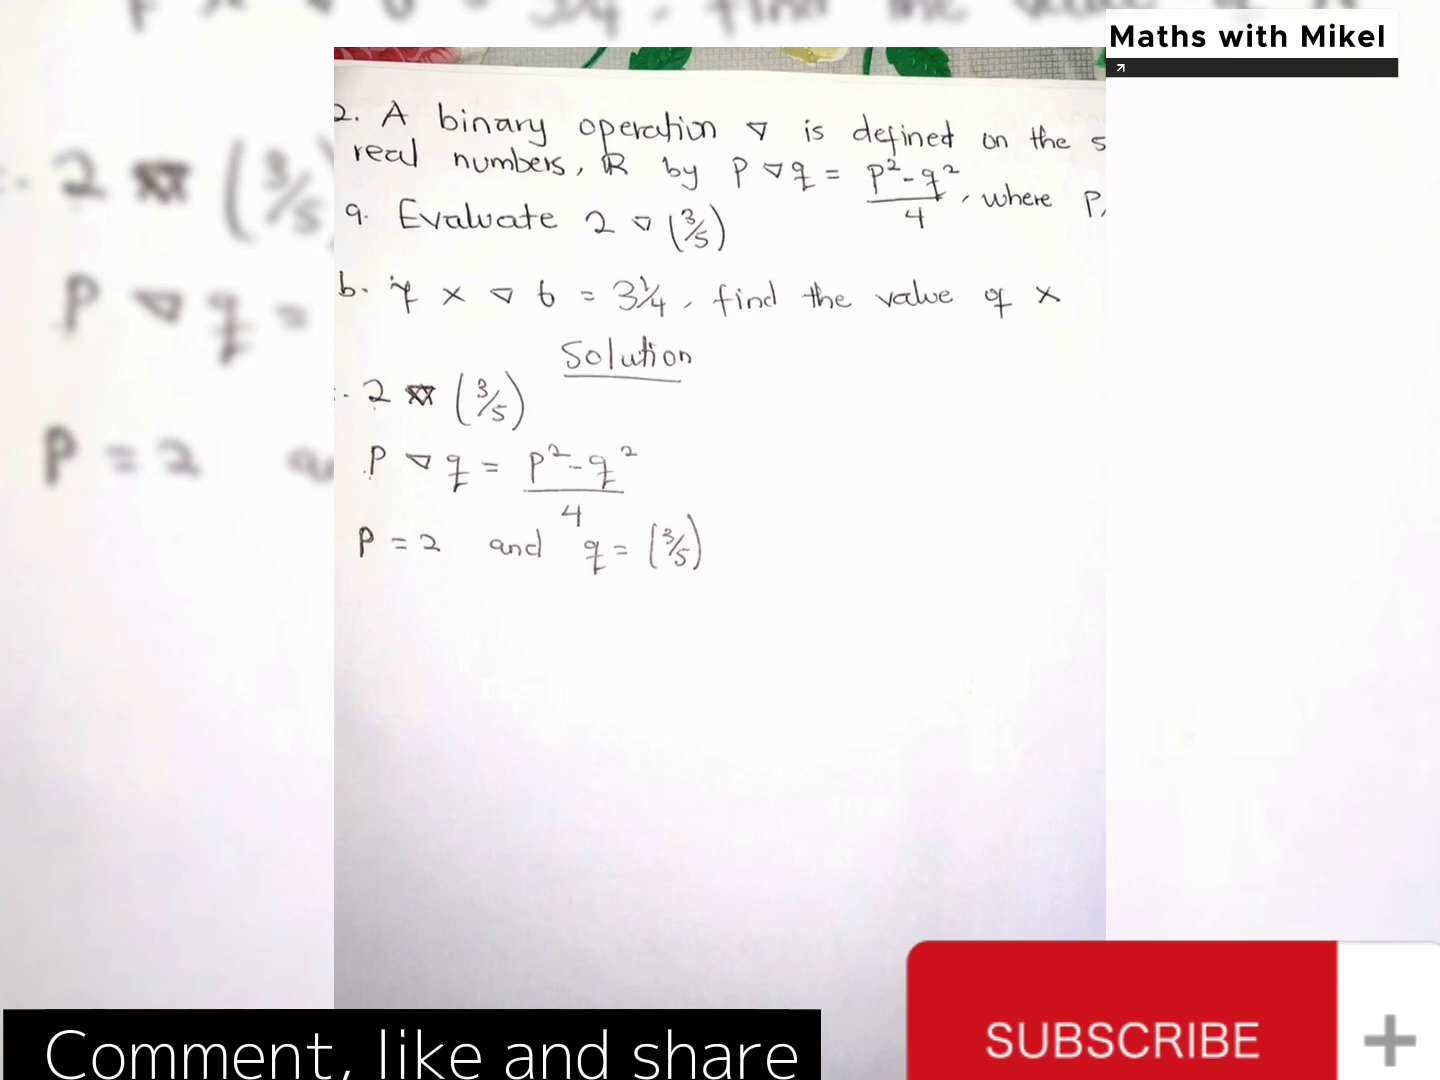 Maths with Mikel
2. A binary operation ▽ is defined on the s
real numbers, ℝ by P ▽ q = p² - q² / 4, where P,
a. Evaluate 2 ▽ (3/5)
b. if x ▽ 6 = 3¼, find the value of x
Solution
2 (3/5)
P ▽ q = p² - q² / 4
P = 2 and q = (3/5)
Comment, like and share
SUBSCRIBE +